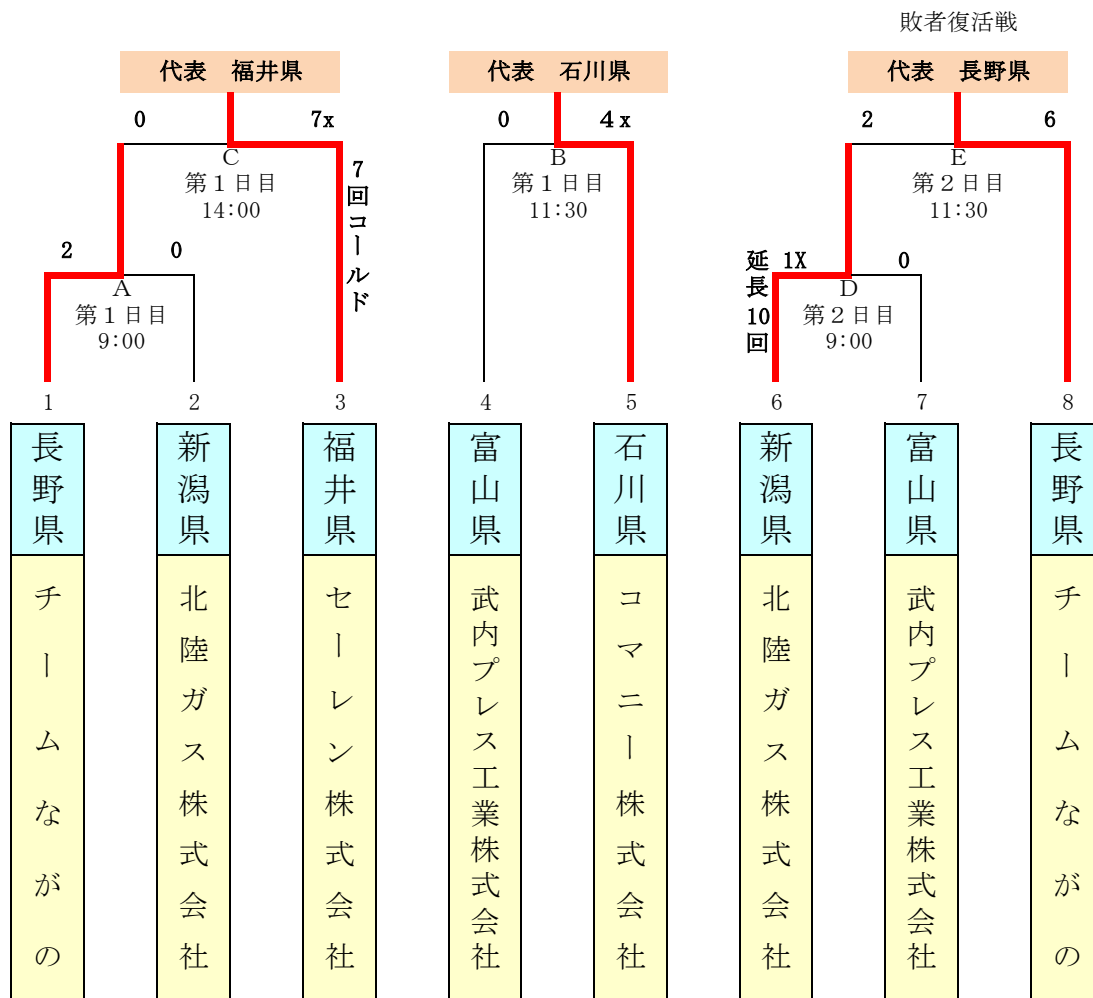 敗者復活戦
代表　福井県
代表　石川県
代表　長野県
0
7x
0
4x
2
6
C
第1日目
14:00
7回コールド
B
第1日目
11:30
E
第2日目
11:30
2
0
A
第1日目
9:00
延長10回
1X
0
D
第2日目
9:00
1
2
3
4
5
6
7
8
長野県
新潟県
福井県
富山県
石川県
新潟県
富山県
長野県
チームながの
北陸ガス株式会社
セーレン株式会社
武内プレス工業株式会社
コマニー株式会社
北陸ガス株式会社
武内プレス工業株式会社
チームながの